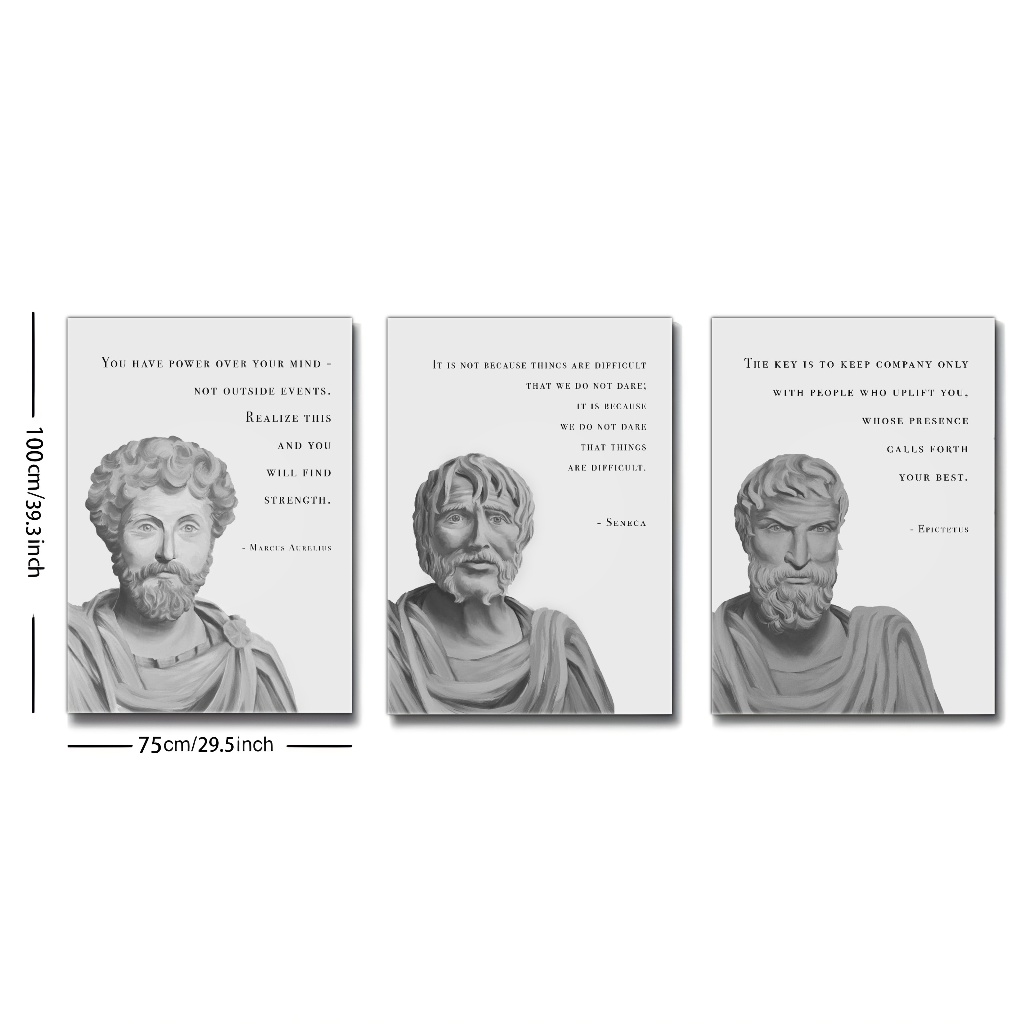 You have power over your mind -
not outside events.
Realize this
and you
will find
strength.
- Marcus Aurelius
It is not because things are difficult
that we do not dare;
it is because
we do not dare
that things
are difficult.
- Seneca
The key is to keep company only
with people who uplift you,
whose presence
calls forth
your best.
- Epictetus
100cm/39.3inch
75cm/29.5inch